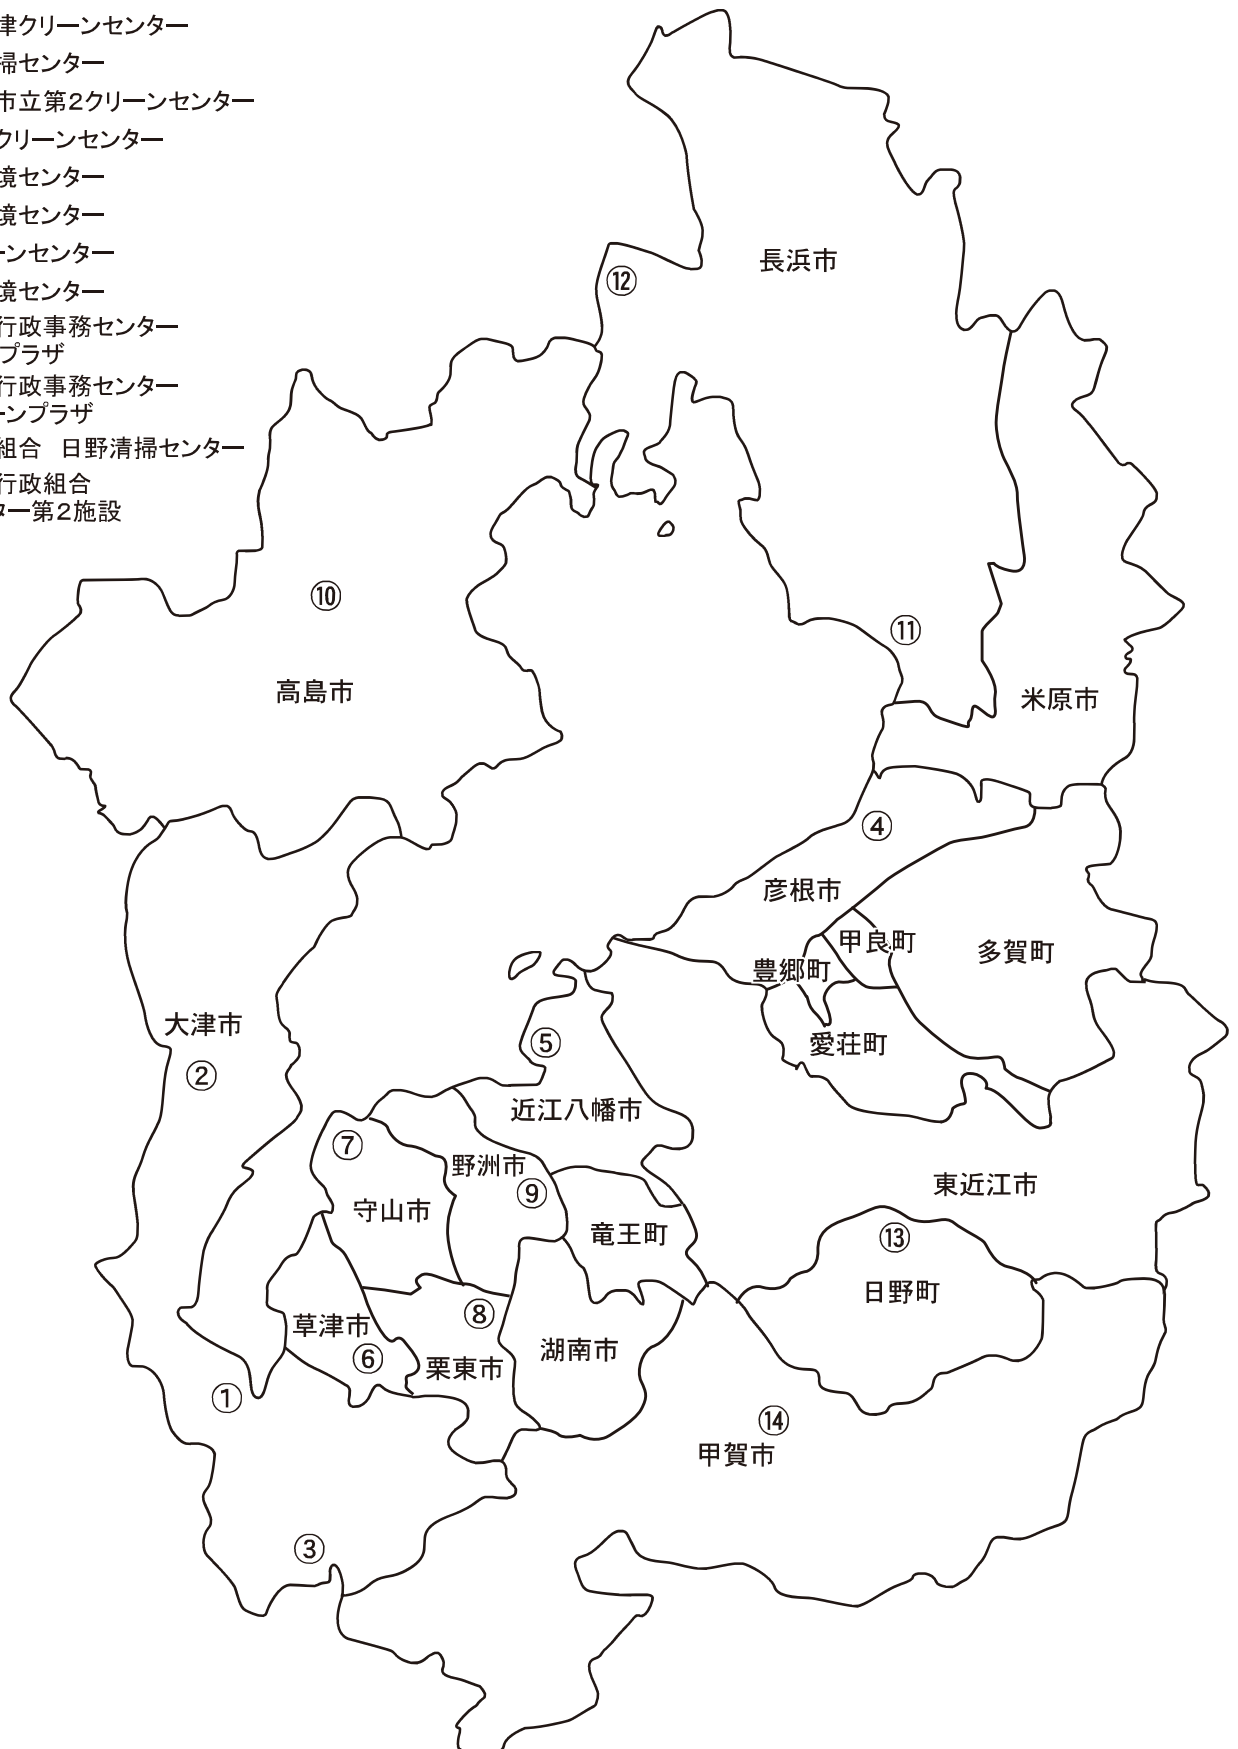 津クリーンセンター
掃センター
市立第2クリーンセンター
クリーンセンター
境センター
境センター
ーンセンター
境センター
行政事務センター
プラザ
行政事務センター
ーンプラザ
組合 日野清掃センター
行政組合
ター第2施設
長浜市
⑫
⑩
⑪
高島市
米原市
④
彦根市
甲良町
多賀町
豊郷町
大津市
⑤
愛荘町
②
近江八幡市
⑦
野洲市
東近江市
⑨
守山市
竜王町
⑬
日野町
⑧
草津市
湖南市
⑥
栗東市
①
⑭
甲賀市
③